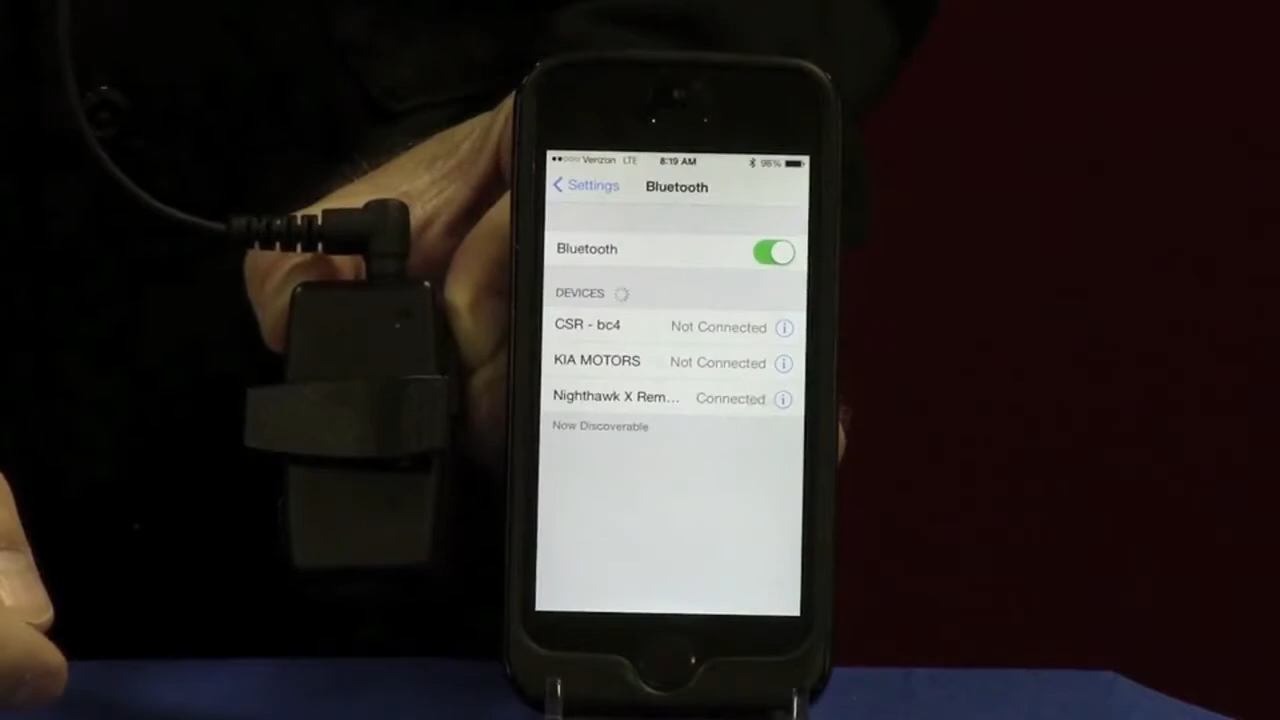 Verizon LTE 8:19 AM 98%
Settings Bluetooth
Bluetooth
DEVICES
CSR - bc4 Not Connected
KIA MOTORS Not Connected
Nighthawk X Rem... Connected
Now Discoverable